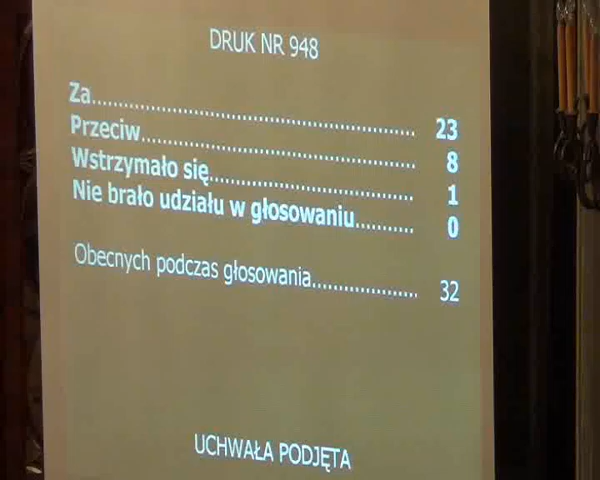 DRUK NR 948
Za............................................................ 23
Przeciw.................................................... 8
Wstrzymało się...................................... 1
Nie brało udziału w głosowaniu........... 0
Obecnych podczas głosowania.................... 32
UCHWAŁA PODJĘTA